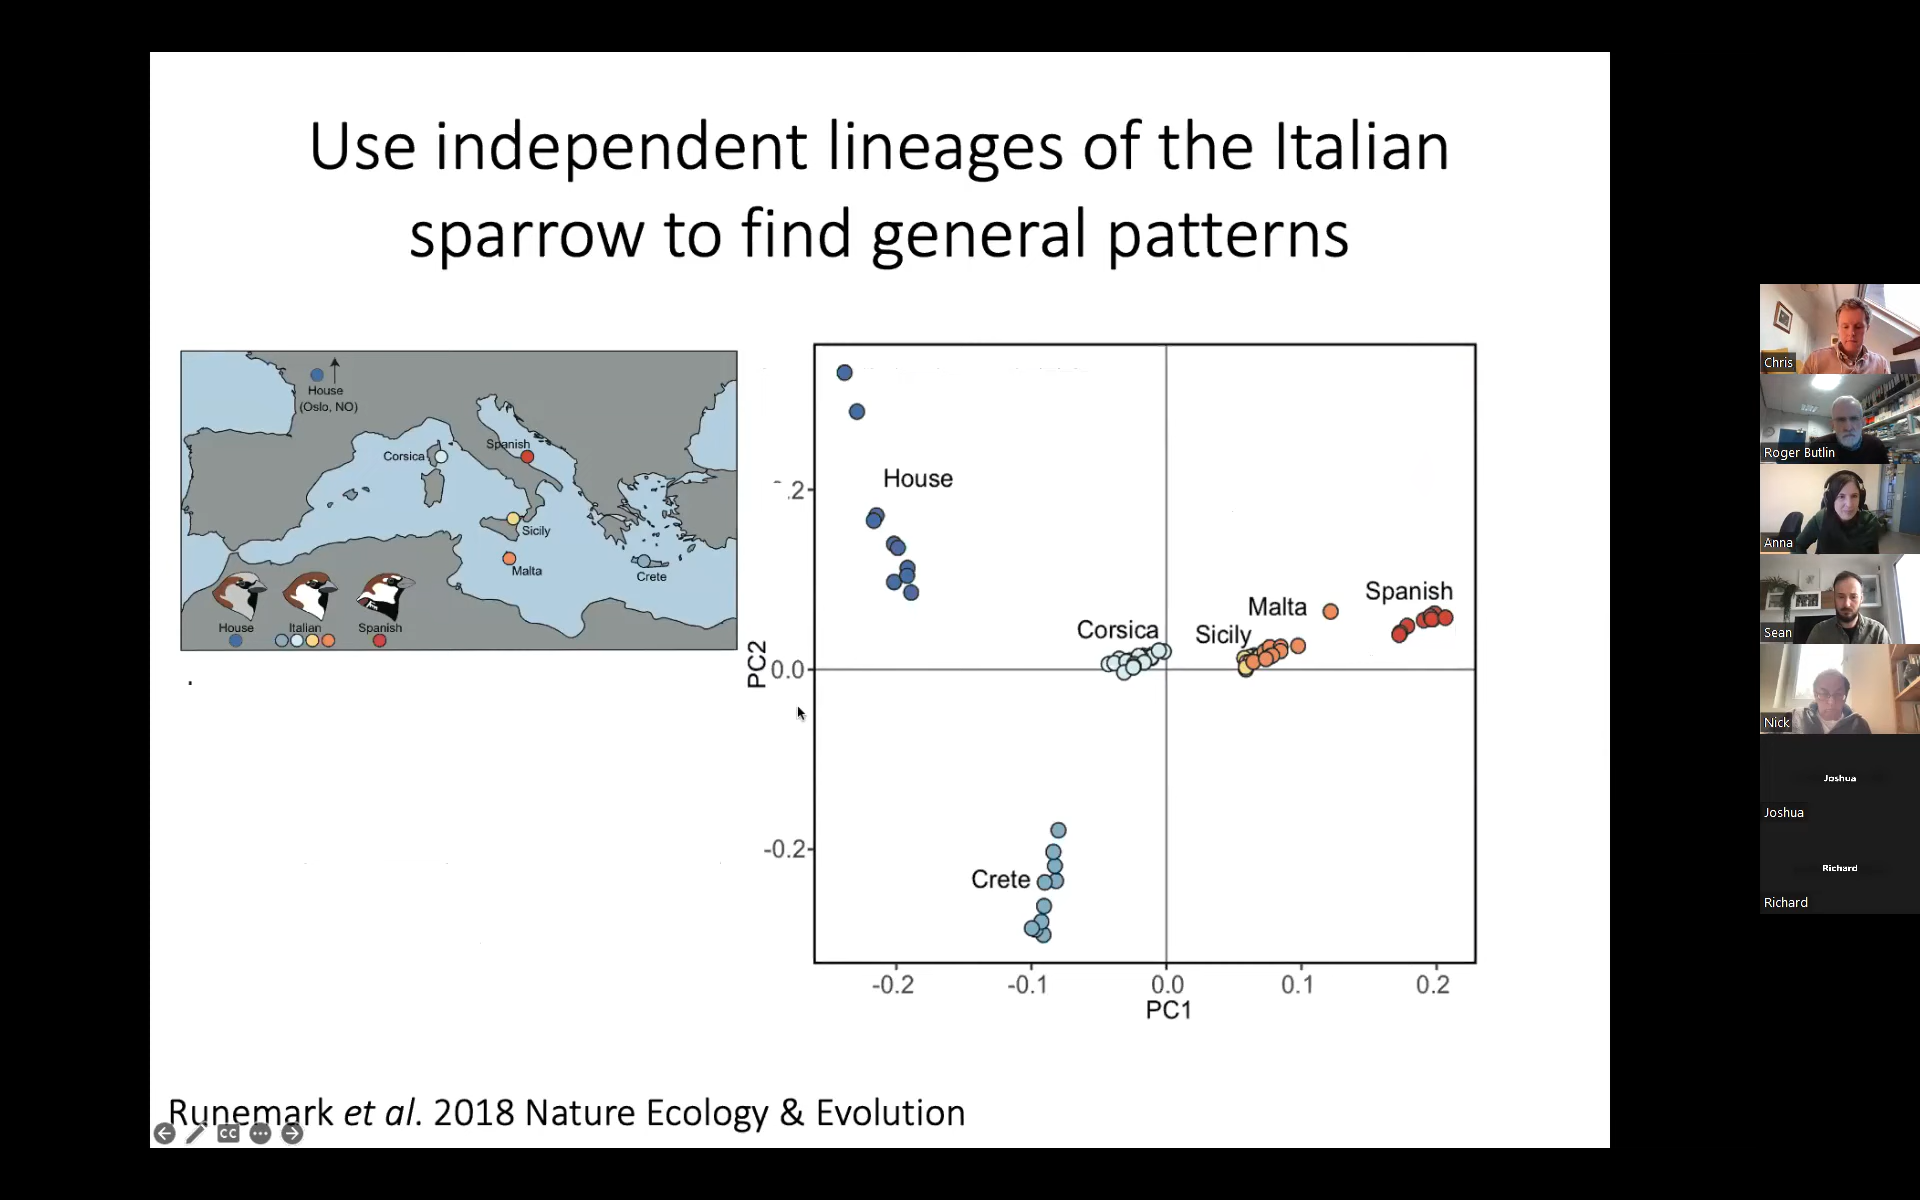 Use independent lineages of the Italian
sparrow to find general patterns
House
(Oslo, NO)
Corsica
Spanish
Sicily
Malta
Crete
House
Italian
Spanish
PC2
.2
0.0
-0.2
House
Corsica
Sicily
Malta
Spanish
Crete
-0.2
-0.1
0.0
0.1
0.2
PC1
Runemark et al. 2018 Nature Ecology & Evolution
CC
Chris
Roger Butlin
Anna
Sean
Nick
Joshua
Joshua
Richard
Richard